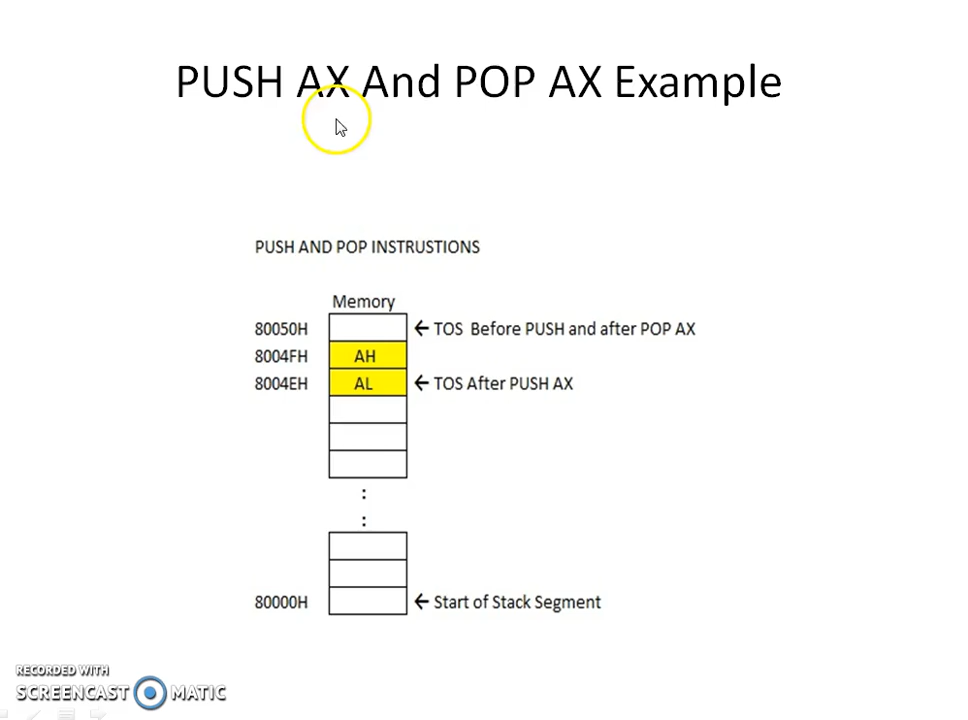 PUSH AX And POP AX Example
PUSH AND POP INSTRUSTIONS
Memory
80050H ← TOS Before PUSH and after POP AX
8004FH AH
8004EH AL ← TOS After PUSH AX
:
:
80000H ← Start of Stack Segment
RECORDED WITH
SCREENCAST MATIC